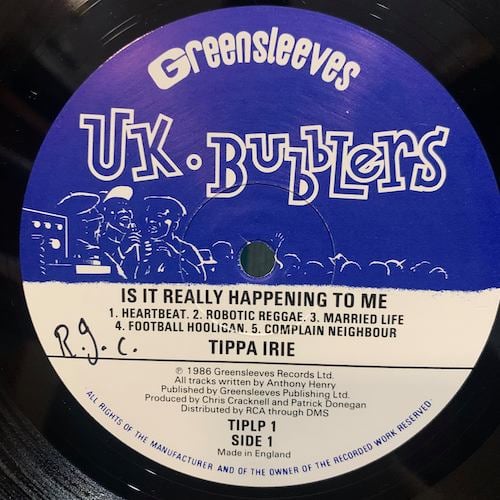 Greensleeves
UK·BUbbLErS
IS IT REALLY HAPPENING TO ME
1. HEARTBEAT. 2. ROBOTIC REGGAE. 3. MARRIED LIFE
4. FOOTBALL HOOLIGAN. 5. COMPLAIN NEIGHBOUR
TIPPA IRIE
R.g.c.
℗ 1986 Greensleeves Records Ltd.
All tracks written by Anthony Henry
Published by Greensleeves Publishing Ltd.
Produced by Chris Cracknell and Patrick Donegan
Distributed by RCA through DMS
TIPLP 1
SIDE 1
Made in England
ALL RIGHTS OF THE MANUFACTURER AND OF THE OWNER OF THE RECORDED WORK RESERVED·